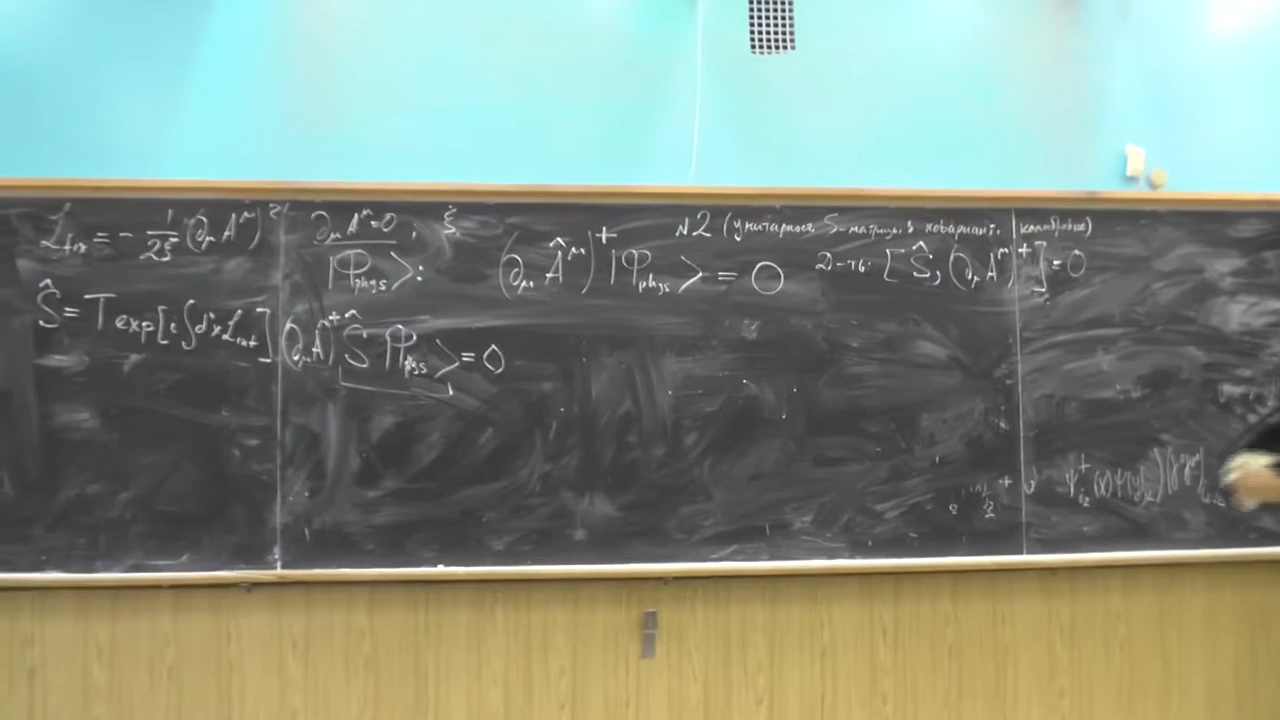 ℒ_fix = -1/2ξ (∂_μ A^μ)²
Ŝ = T exp[i∫d⁴x ℒ_int]
∂_μ A^μ = 0, ξ
|Φ_phys⟩: (∂_μ Â^μ)^+ |Φ_phys⟩ = 0
(∂_μ Â)^+ Ŝ |Φ_phys⟩ = 0
N2 (унитарность S-матрицы в ковариант. калибровке)
Д-ть: [Ŝ, (∂_μ A^μ)^+] = 0